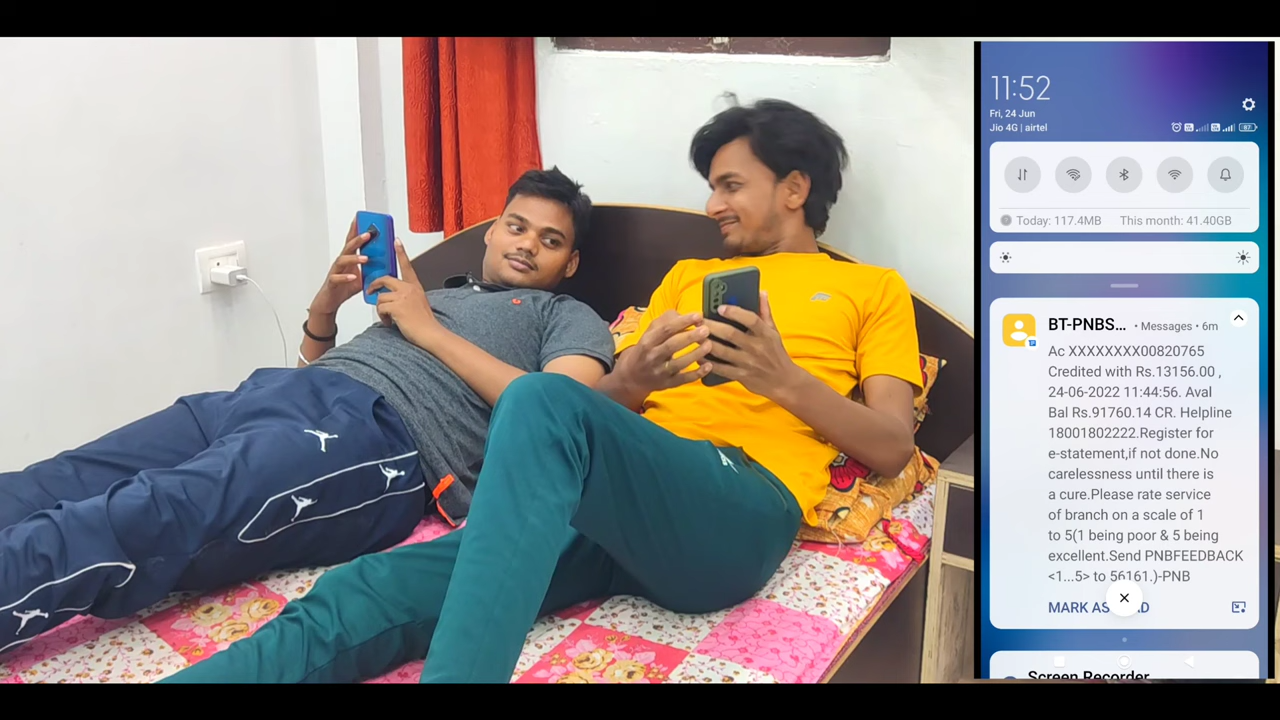 11:52
Fri, 24 Jun
Jio 4G | airtel
Today: 117.4MB This month: 41.40GB
BT-PNBS... • Messages • 6m
Ac XXXXXXXX00820765
Credited with Rs.13156.00 ,
24-06-2022 11:44:56. Aval
Bal Rs.91760.14 CR. Helpline
18001802222.Register for
e-statement,if not done.No
carelessness until there is
a cure.Please rate service
of branch on a scale of 1
to 5(1 being poor & 5 being
excellent.Send PNBFEEDBACK
<1...5> to 56161.)-PNB
MARK AS
Screen Recorder